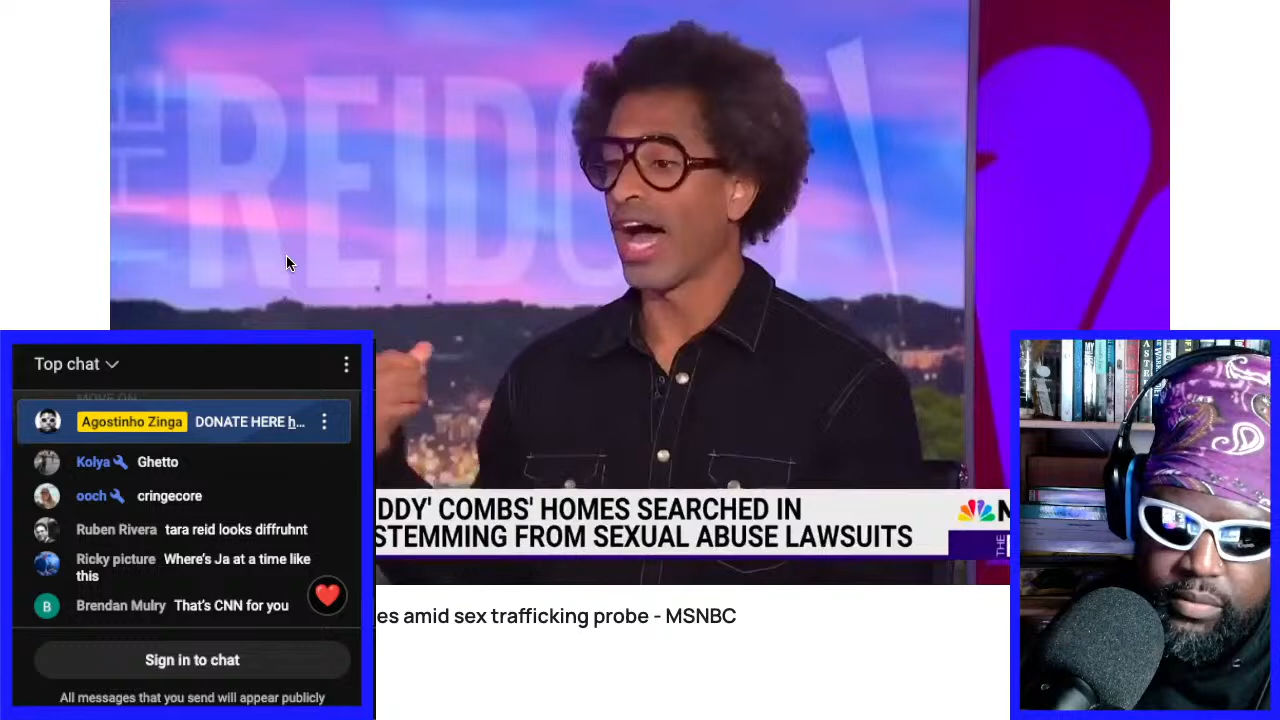 THE
REIDOUT
Top chat
Agostinho Zinga DONATE HERE h...
Kolya Ghetto
ooch cringecore
Ruben Rivera tara reid looks diffruhnt
Ricky picture Where's Ja at a time like
this
B Brendan Mulry That's CNN for you
Sign in to chat
All messages that you send will appear publicly
DDY' COMBS' HOMES SEARCHED IN
STEMMING FROM SEXUAL ABUSE LAWSUITS
THE
es amid sex trafficking probe - MSNBC